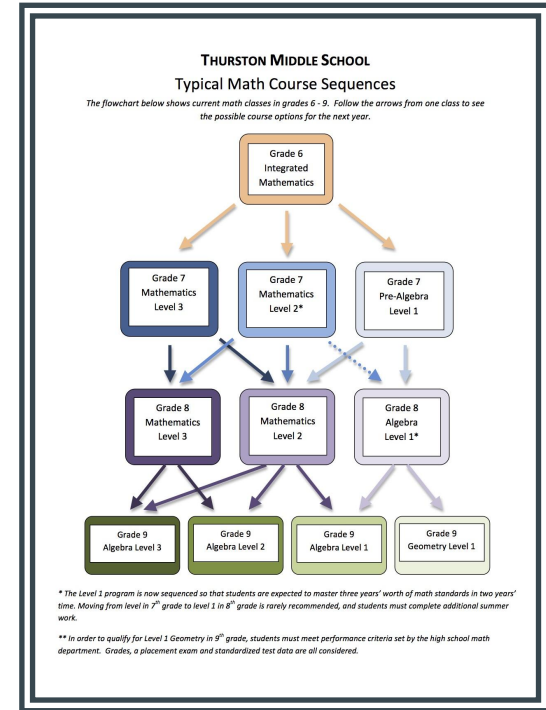 THURSTON MIDDLE SCHOOL
Typical Math Course Sequences
The flowchart below shows current math classes in grades 6 - 9. Follow the arrows from one class to see
the possible course options for the next year.
Grade 6
Integrated
Mathematics
Grade 7
Mathematics
Level 3
Grade 7
Mathematics
Level 2*
Grade 7
Pre-Algebra
Level 1
Grade 8
Mathematics
Level 3
Grade 8
Mathematics
Level 2
Grade 8
Algebra
Level 1*
Grade 9
Algebra Level 3
Grade 9
Algebra Level 2
Grade 9
Algebra Level 1
Grade 9
Geometry Level 1
* The Level 1 program is now sequenced so that students are expected to master three years' worth of math standards in two years'
time. Moving from level in 7th grade to level 1 in 8th grade is rarely recommended, and students must complete additional summer
work.
** In order to qualify for Level 1 Geometry in 9th grade, students must meet performance criteria set by the high school math
department. Grades, a placement exam and standardized test data are all considered.